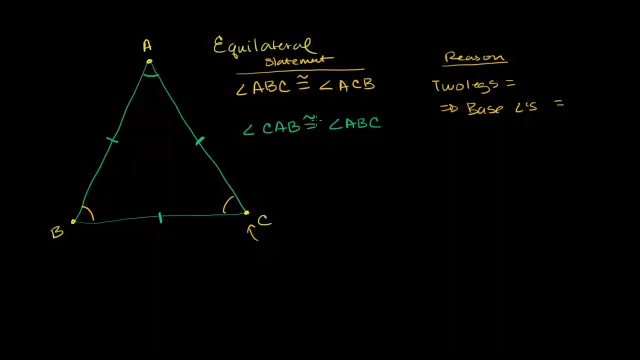 A
Equilateral
Statement
Reason
∠ABC ≅ ∠ACB
Two legs =
⇒ Base ∠'s =
∠CAB ≅ ∠ABC
B
C